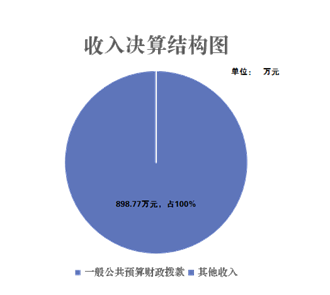 收入决算结构图
单位： 万元
898.77万元，占100%
一般公共预算财政拨款 其他收入